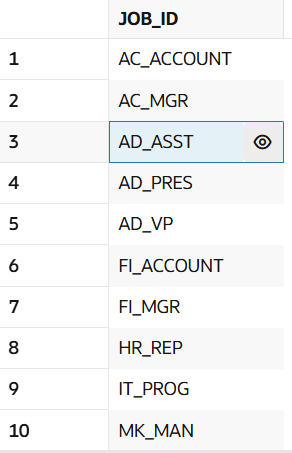 JOB_ID
1 AC_ACCOUNT
2 AC_MGR
3 AD_ASST
4 AD_PRES
5 AD_VP
6 FI_ACCOUNT
7 FI_MGR
8 HR_REP
9 IT_PROG
10 MK_MAN